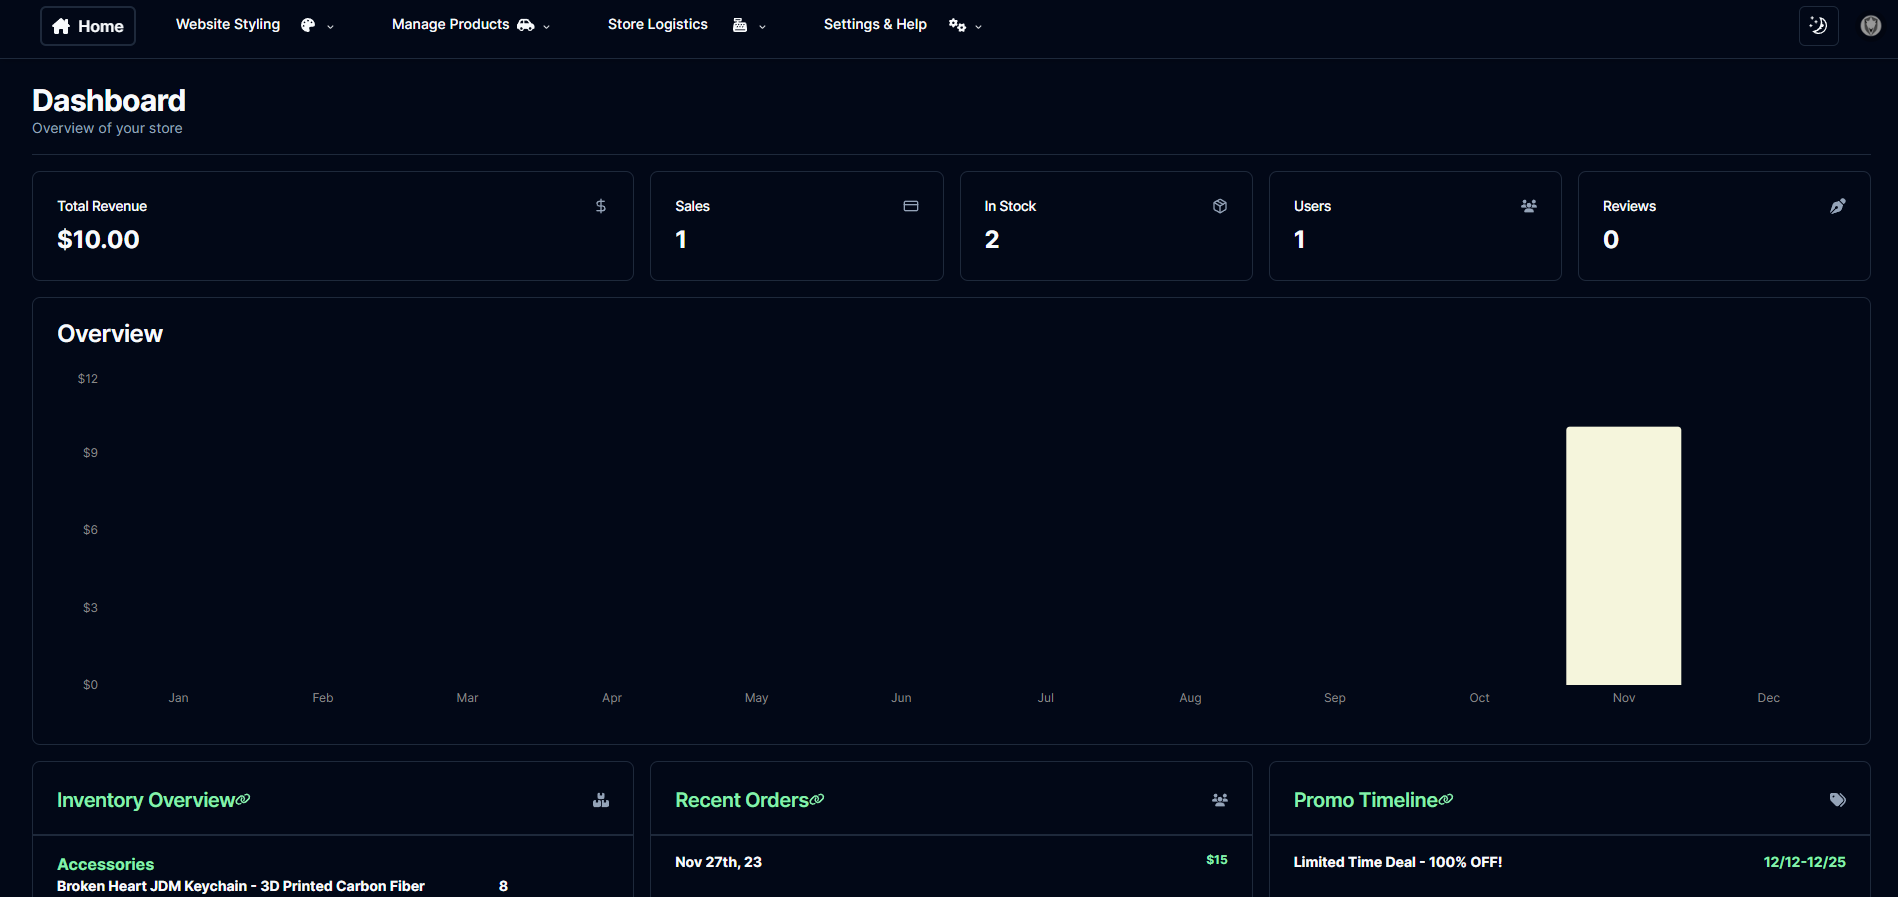 Home Website Styling Manage Products Store Logistics Settings & Help
Dashboard
Overview of your store
Total Revenue
$10.00
Sales
1
In Stock
2
Users
1
Reviews
0
Overview
$12
$9
$6
$3
$0
Jan Feb Mar Apr May Jun Jul Aug Sep Oct Nov Dec
Inventory Overview
Accessories
Broken Heart JDM Keychain - 3D Printed Carbon Fiber 8
Recent Orders
Nov 27th, 23 $15
Promo Timeline
Limited Time Deal - 100% OFF! 12/12-12/25